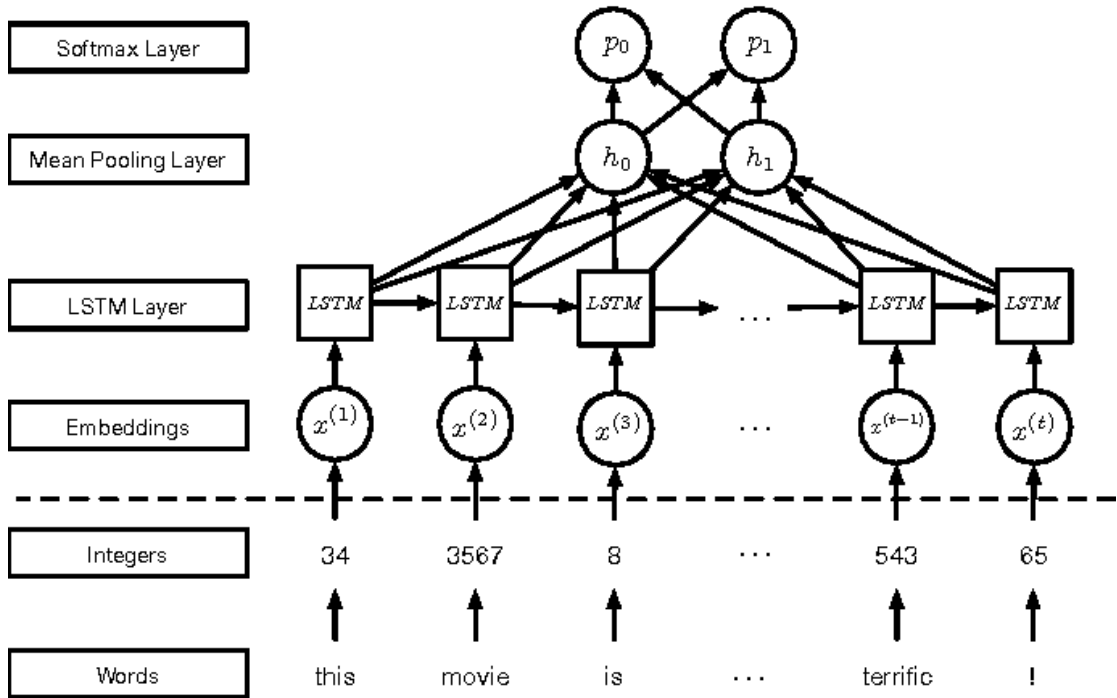 Softmax Layer p₀ p₁
Mean Pooling Layer h₀ h₁
LSTM Layer LSTM LSTM LSTM ... LSTM LSTM
Embeddings x⁽¹⁾ x⁽²⁾ x⁽³⁾ ... x⁽ᵗ⁻¹⁾ x⁽ᵗ⁾
Integers 34 3567 8 ... 543 65
Words this movie is ... terrific !